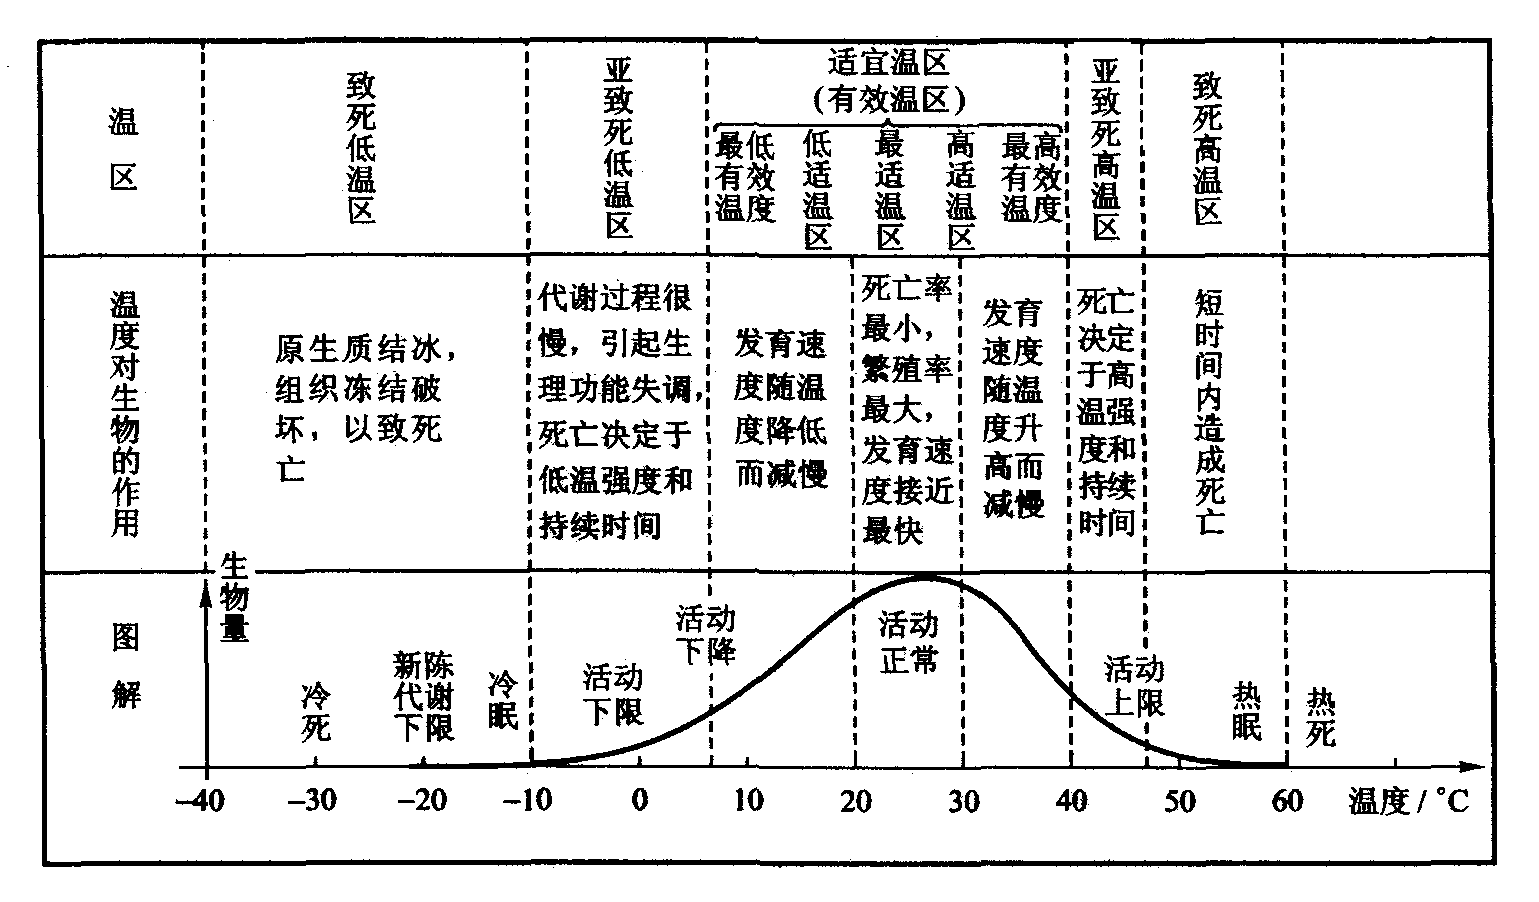 温区
致死低温区
亚致死低温区
适宜温区
(有效温区)
最低有效温度
低适温区
最适温区
高适温区
最高有效温度
亚致死高温区
致死高温区
温度对生物的作用
原生质结冰，
组织冻结破
坏，以致死
亡
代谢过程很
慢，引起生
理功能失调，
死亡决定于
低温强度和
持续时间
发育速
度随温
度降低
而减慢
死亡率
最小，
繁殖率
最大，
发育速
度接近
最快
发育
速度
随温
度升
高而
减慢
死亡
决定
于高
温强
度和
持续
时间
短时间内造成死亡
图解
生物量
冷死
新陈
代谢
下限
冷眠
活动
下限
活动
下降
活动
正常
活动
上限
热眠
热死
-40 -30 -20 -10 0 10 20 30 40 50 60 温度 / °C